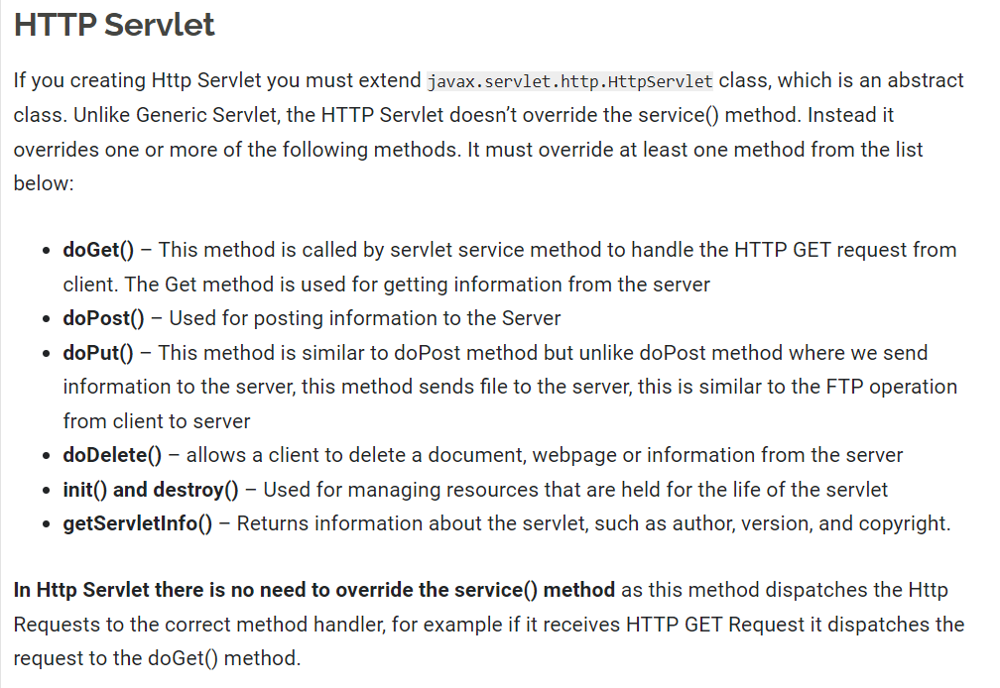 HTTP Servlet
If you creating Http Servlet you must extend javax.servlet.http.HttpServlet class, which is an abstract
class. Unlike Generic Servlet, the HTTP Servlet doesn’t override the service() method. Instead it
overrides one or more of the following methods. It must override at least one method from the list
below:
• doGet() – This method is called by servlet service method to handle the HTTP GET request from
client. The Get method is used for getting information from the server
• doPost() – Used for posting information to the Server
• doPut() – This method is similar to doPost method but unlike doPost method where we send
information to the server, this method sends file to the server, this is similar to the FTP operation
from client to server
• doDelete() – allows a client to delete a document, webpage or information from the server
• init() and destroy() – Used for managing resources that are held for the life of the servlet
• getServletInfo() – Returns information about the servlet, such as author, version, and copyright.
In Http Servlet there is no need to override the service() method as this method dispatches the Http
Requests to the correct method handler, for example if it receives HTTP GET Request it dispatches the
request to the doGet() method.